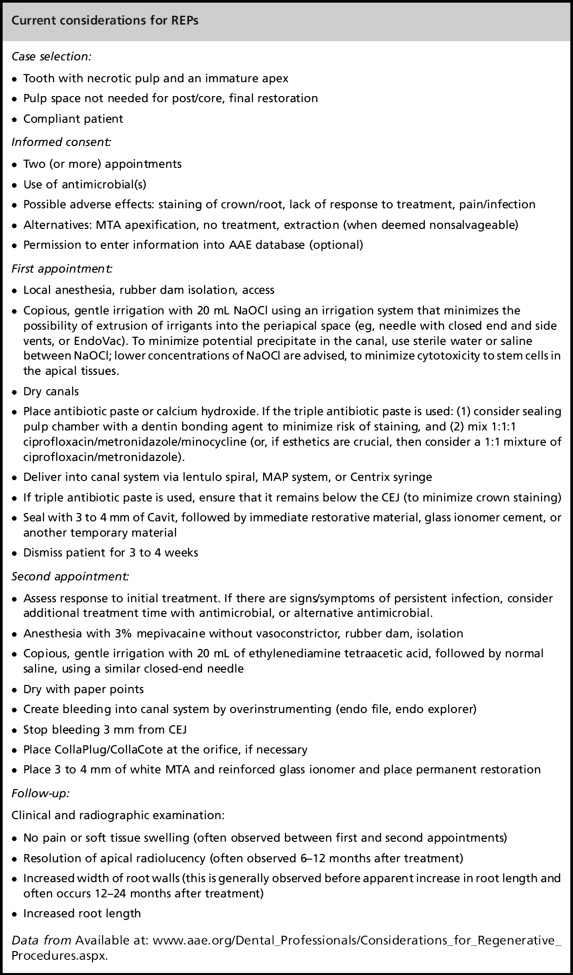 Current considerations for REPs
Case selection:
• Tooth with necrotic pulp and an immature apex
• Pulp space not needed for post/core, final restoration
• Compliant patient
Informed consent:
• Two (or more) appointments
• Use of antimicrobial(s)
• Possible adverse effects: staining of crown/root, lack of response to treatment, pain/infection
• Alternatives: MTA apexification, no treatment, extraction (when deemed nonsalvageable)
• Permission to enter information into AAE database (optional)
First appointment:
• Local anesthesia, rubber dam isolation, access
• Copious, gentle irrigation with 20 mL NaOCl using an irrigation system that minimizes the
possibility of extrusion of irrigants into the periapical space (eg, needle with closed end and side
vents, or EndoVac). To minimize potential precipitate in the canal, use sterile water or saline
between NaOCl; lower concentrations of NaOCl are advised, to minimize cytotoxicity to stem cells in
the apical tissues.
• Dry canals
• Place antibiotic paste or calcium hydroxide. If the triple antibiotic paste is used: (1) consider sealing
pulp chamber with a dentin bonding agent to minimize risk of staining, and (2) mix 1:1:1
ciprofloxacin/metronidazole/minocycline (or, if esthetics are crucial, then consider a 1:1 mixture of
ciprofloxacin/metronidazole).
• Deliver into canal system via lentulo spiral, MAP system, or Centrix syringe
• If triple antibiotic paste is used, ensure that it remains below the CEJ (to minimize crown staining)
• Seal with 3 to 4 mm of Cavit, followed by immediate restorative material, glass ionomer cement, or
another temporary material
• Dismiss patient for 3 to 4 weeks
Second appointment:
• Assess response to initial treatment. If there are signs/symptoms of persistent infection, consider
additional treatment time with antimicrobial, or alternative antimicrobial.
• Anesthesia with 3% mepivacaine without vasoconstrictor, rubber dam, isolation
• Copious, gentle irrigation with 20 mL of ethylenediamine tetraacetic acid, followed by normal
saline, using a similar closed-end needle
• Dry with paper points
• Create bleeding into canal system by overinstrumenting (endo file, endo explorer)
• Stop bleeding 3 mm from CEJ
• Place CollaPlug/CollaCote at the orifice, if necessary
• Place 3 to 4 mm of white MTA and reinforced glass ionomer and place permanent restoration
Follow-up:
Clinical and radiographic examination:
• No pain or soft tissue swelling (often observed between first and second appointments)
• Resolution of apical radiolucency (often observed 6–12 months after treatment)
• Increased width of root walls (this is generally observed before apparent increase in root length and
often occurs 12–24 months after treatment)
• Increased root length
Data from Available at: www.aae.org/Dental_Professionals/Considerations_for_Regenerative_
Procedures.aspx.